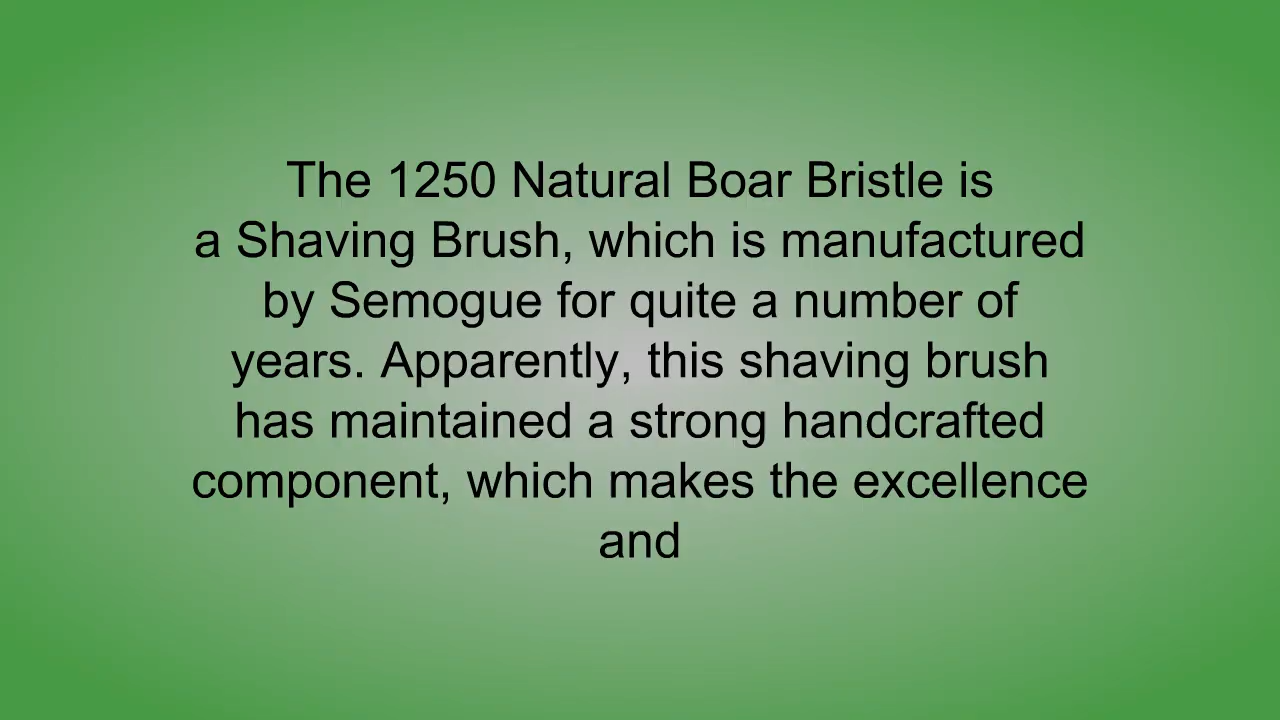 The 1250 Natural Boar Bristle is
a Shaving Brush, which is manufactured
by Semogue for quite a number of
years. Apparently, this shaving brush
has maintained a strong handcrafted
component, which makes the excellence
and